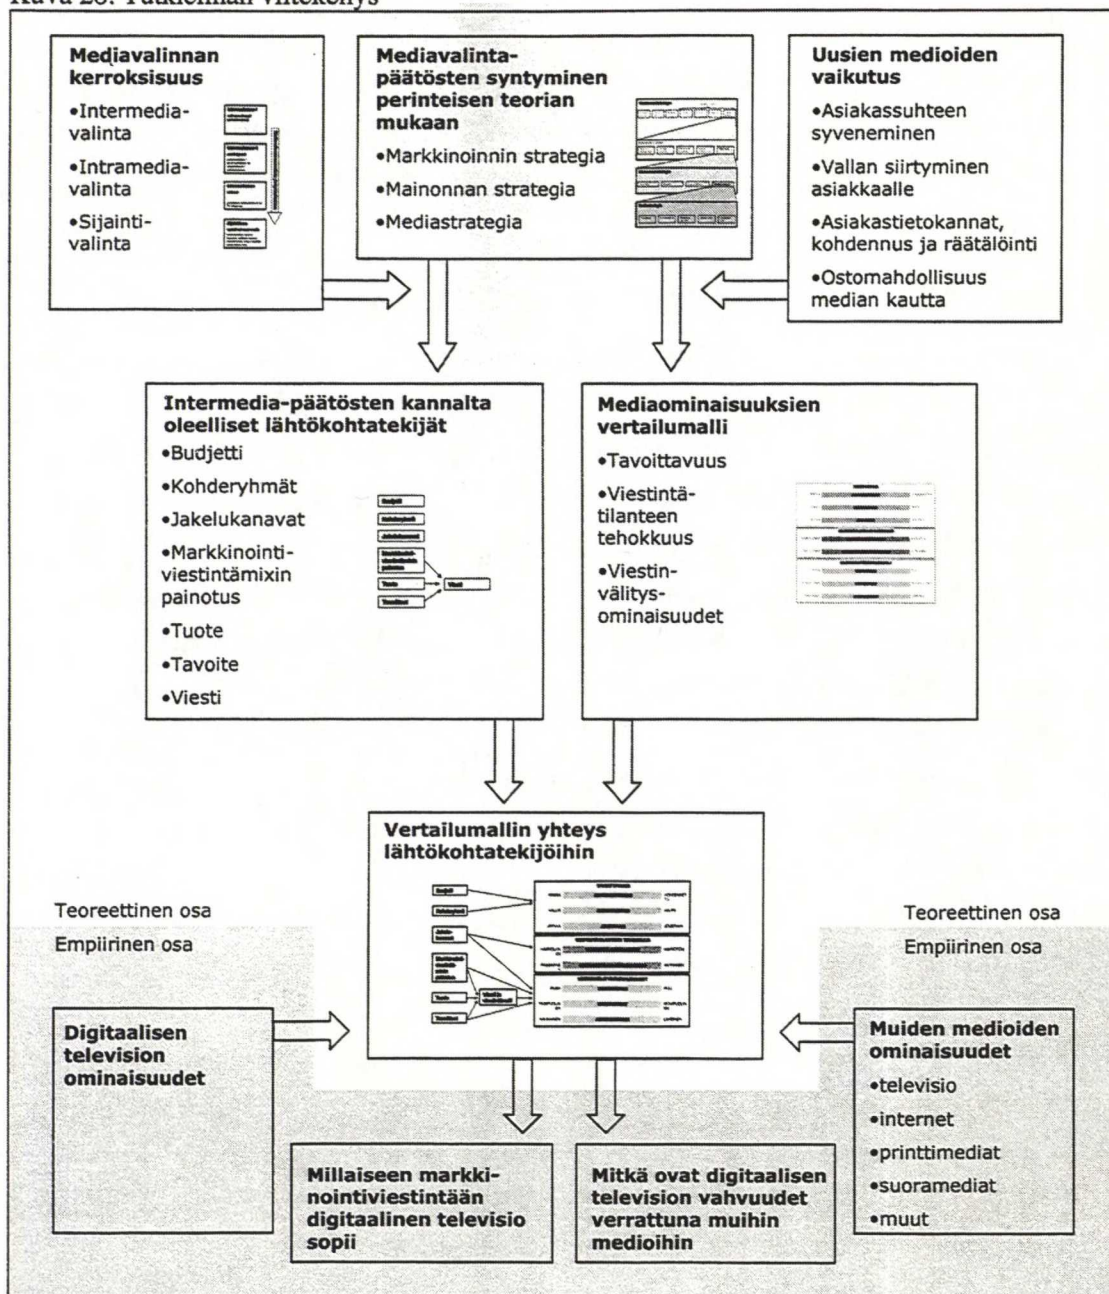 Kuva 28. Tutkielman viitekehys
Mediavalinnan
kerroksisuus
•Intermedia-
valinta
•Intramedia-
valinta
•Sijainti-
valinta
Mediavalinta-
päätösten syntyminen
perinteisen teorian
mukaan
•Markkinoinnin strategia
•Mainonnan strategia
•Mediastrategia
Uusien medioiden
vaikutus
•Asiakassuhteen
syveneminen
•Vallan siirtyminen
asiakkaalle
•Asiakastietokannat,
kohdennus ja räätälöinti
•Ostomahdollisuus
median kautta
Intermedia-päätösten kannalta
oleelliset lähtökohtatekijät
•Budjetti
•Kohderyhmät
•Jakelukanavat
•Markkinointi-
viestintämixin
painotus
•Tuote
•Tavoite
•Viesti
Mediaominaisuuksien
vertailumalli
•Tavoittavuus
•Viestintä-
tilanteen
tehokkuus
•Viestin-
välitys-
ominaisuudet
Vertailumallin yhteys
lähtökohtatekijöihin
Teoreettinen osa
Empiirinen osa
Teoreettinen osa
Empiirinen osa
Digitaalisen
television
ominaisuudet
Muiden medioiden
ominaisuudet
•televisio
•internet
•printtimediat
•suoramediat
•muut
Millaiseen markki-
nointiviestintään
digitaalinen televisio
sopii
Mitkä ovat digitaalisen
television vahvuudet
verrattuna muihin
medioihin